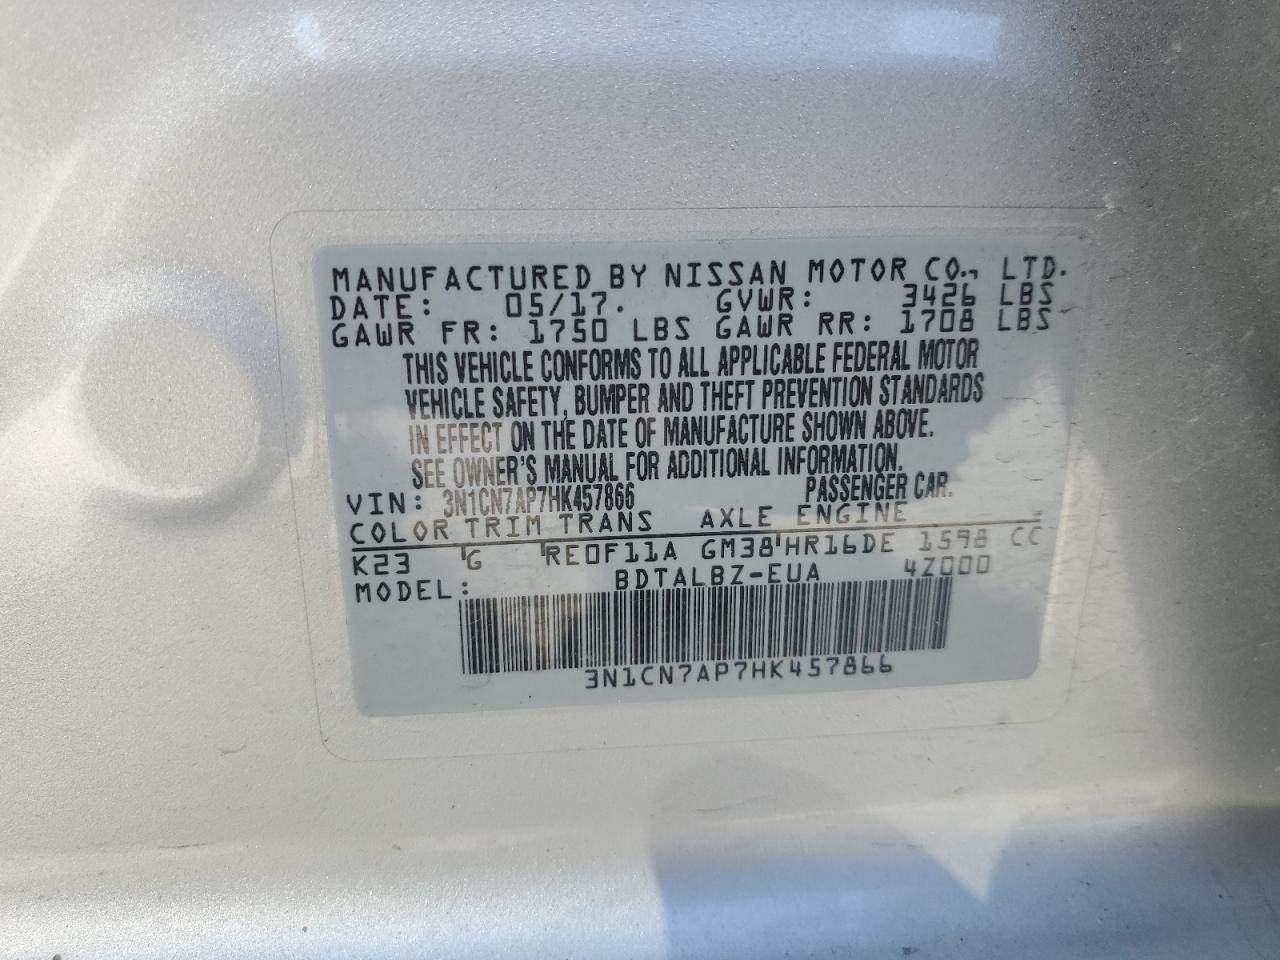 MANUFACTURED BY NISSAN MOTOR CO., LTD.
DATE: 05/17. GVWR: 3426 LBS
GAWR FR: 1750 LBS GAWR RR: 1708 LBS
THIS VEHICLE CONFORMS TO ALL APPLICABLE FEDERAL MOTOR
VEHICLE SAFETY, BUMPER AND THEFT PREVENTION STANDARDS
IN EFFECT ON THE DATE OF MANUFACTURE SHOWN ABOVE.
SEE OWNER'S MANUAL FOR ADDITIONAL INFORMATION.
VIN: 3N1CN7AP7HK457866 PASSENGER CAR.
COLOR TRIM TRANS AXLE ENGINE
K23 G RE0F11A GM38 HR16DE 1598 CC
MODEL: BDTALBZ-EUA 4Z000
3N1CN7AP7HK457866